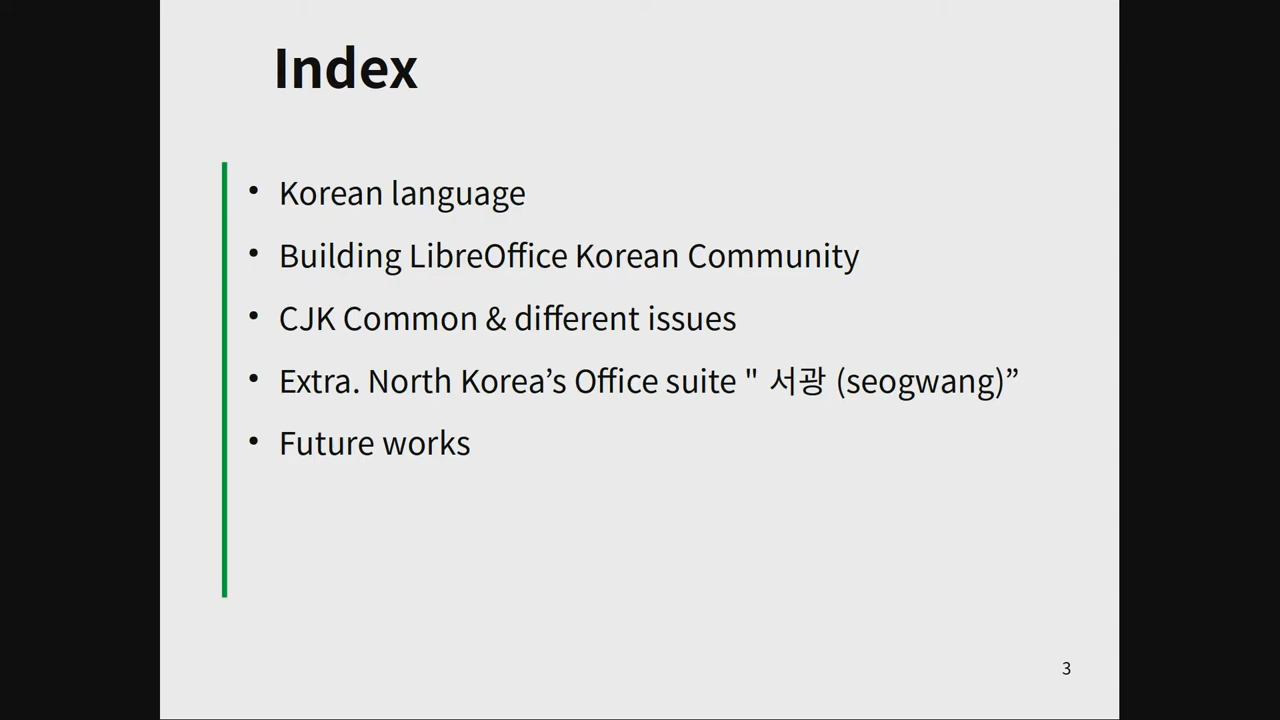 Index
• Korean language
• Building LibreOffice Korean Community
• CJK Common & different issues
• Extra. North Korea’s Office suite " 서광 (seogwang)”
• Future works
3